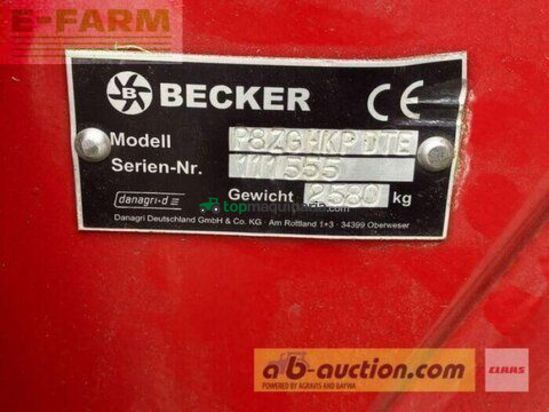 E-FARM
B BECKER CE
Modell P8ZGHKP DTE
Serien-Nr. 111555
danagri-d Gewicht 2580 kg
topmaquinaria.com
Danagri Deutschland GmbH & Co. KG · Am Rottland 1+3 · 34399 Oberweser
ab-auction.com
POWERED BY AGRAVIS AND BAYWA
CLAAS